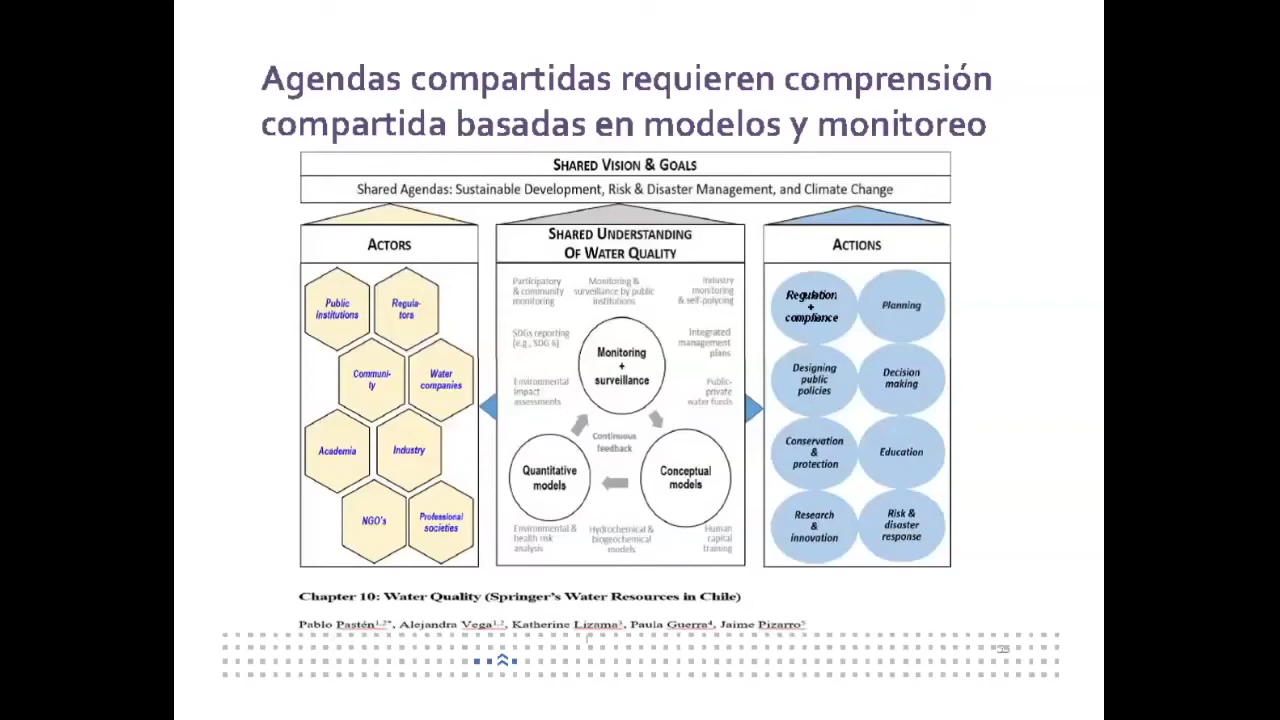 Agendas compartidas requieren comprensión
compartida basadas en modelos y monitoreo
SHARED VISION & GOALS
Shared Agendas: Sustainable Development, Risk & Disaster Management, and Climate Change
ACTORS
Public
institutions
Regula-
tors
Communi-
ty
Water
companies
Academia
Industry
NGO's
Professional
societies
SHARED UNDERSTANDING
OF WATER QUALITY
Participatory
& community
monitoring
Monitoring &
surveillance by public
institutions
Industry
monitoring
& self-polycing
SDGs reporting
(e.g., SDG 6)
Monitoring
+
surveillance
Integrated
management
plans
Environmental
impact
assessments
Public-
private
water funds
Continuous
feedback
Quantitative
models
Conceptual
models
Environmental &
health risk
analysis
Hydrochemical &
biogeochemical
models
Human
capital
training
ACTIONS
Regulation
+
compliance
Planning
Designing
public
policies
Decision
making
Conservation
&
protection
Education
Research
&
innovation
Risk &
disaster
response
Chapter 10: Water Quality (Springer's Water Resources in Chile)
Pablo Pastén1,2*, Alejandra Vega1,2, Katherine Lizama3, Paula Guerra4, Jaime Pizarro5